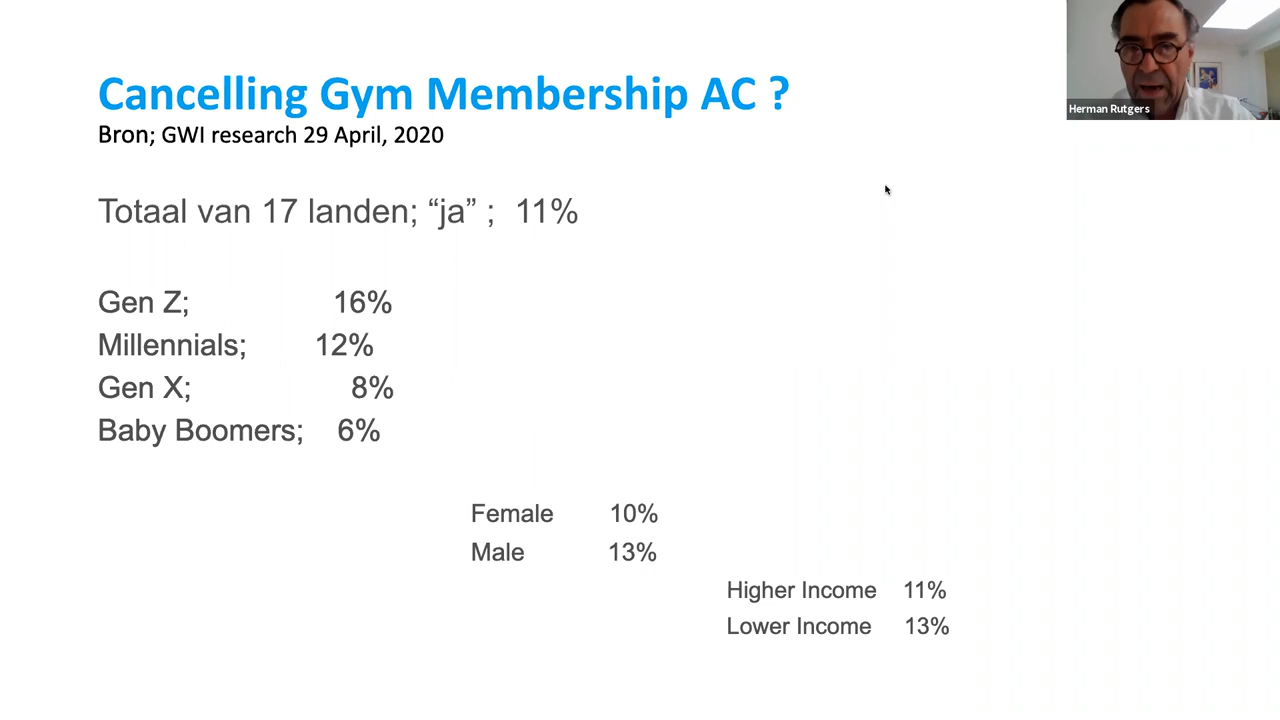 Cancelling Gym Membership AC ?
Bron; GWI research 29 April, 2020
Herman Rutgers
Totaal van 17 landen; “ja” ; 11%
Gen Z; 16%
Millennials; 12%
Gen X; 8%
Baby Boomers; 6%
Female 10%
Male 13%
Higher Income 11%
Lower Income 13%